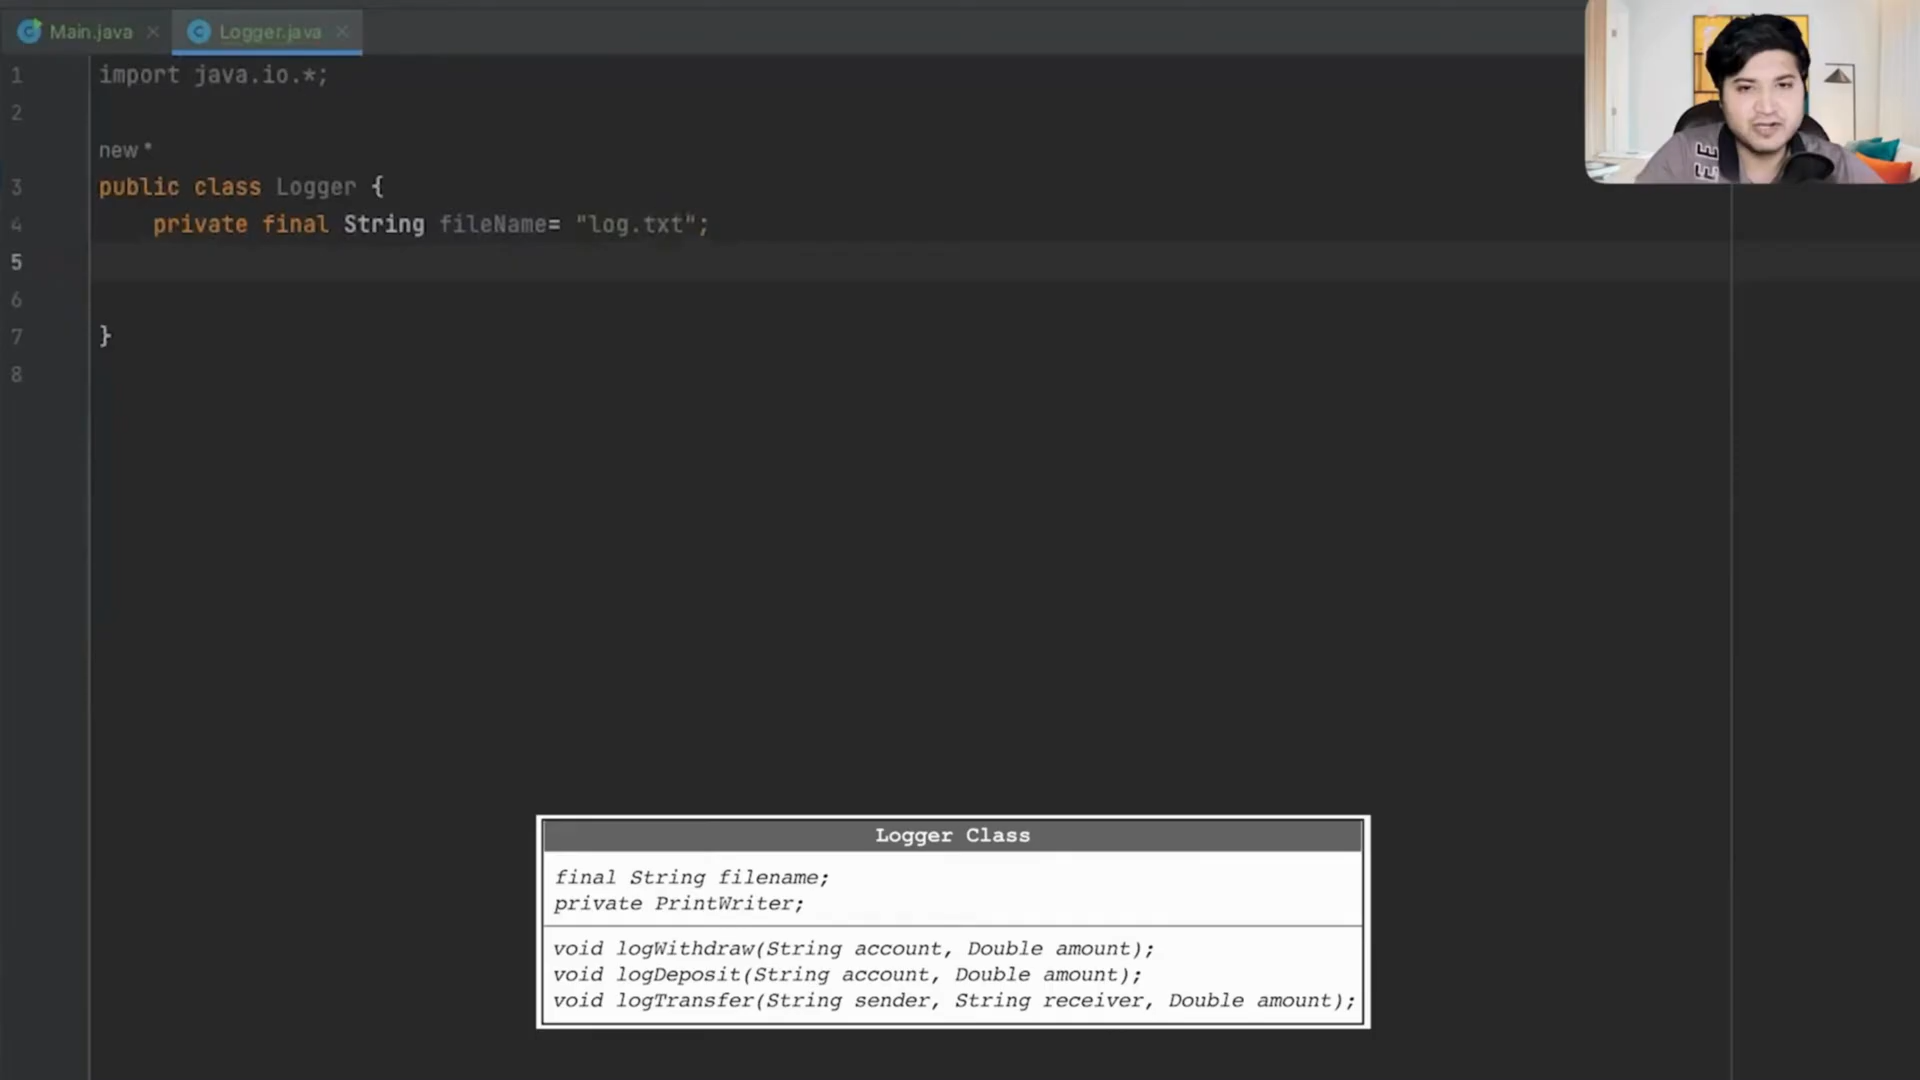 Main.java
Logger.java
1 import java.io.*;
2
new *
3 public class Logger {
4 private final String fileName= "log.txt";
5
6
7 }
8
EE
Logger Class
final String filename;
private PrintWriter;
void logWithdraw(String account, Double amount);
void logDeposit(String account, Double amount);
void logTransfer(String sender, String receiver, Double amount);